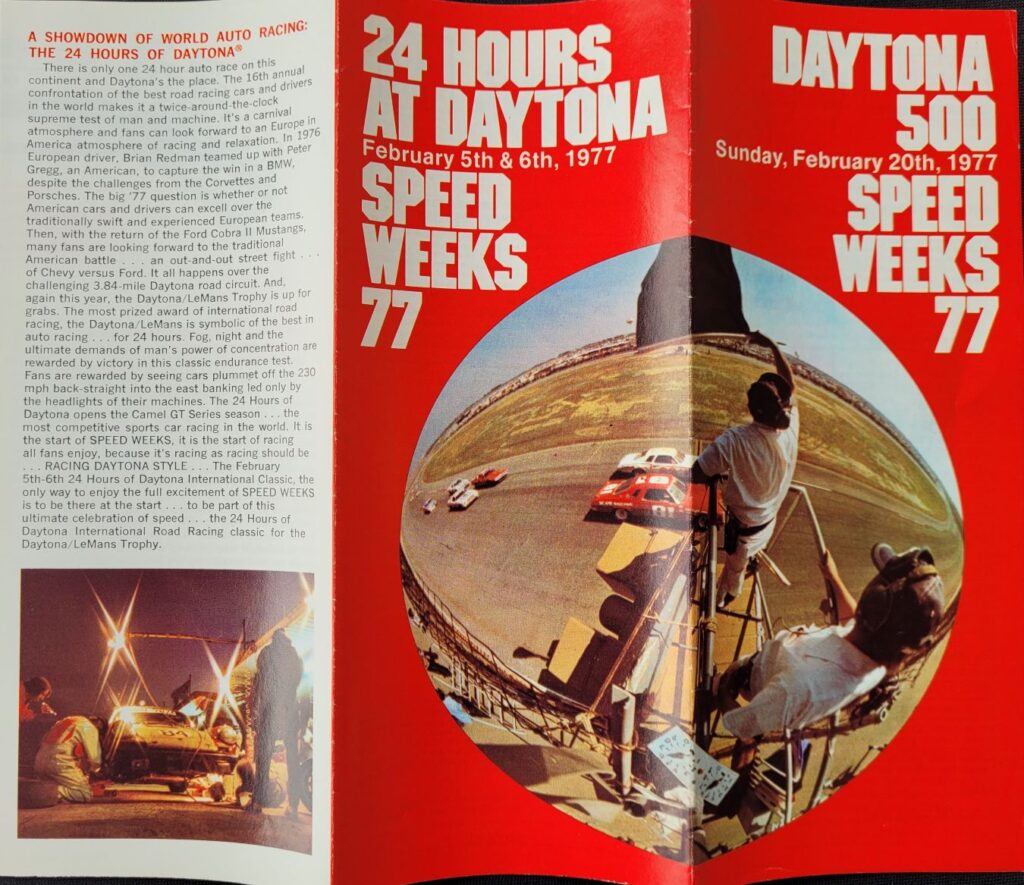 A SHOWDOWN OF WORLD AUTO RACING:
THE 24 HOURS OF DAYTONA®
There is only one 24 hour auto race on this
continent and Daytona's the place. The 16th annual
confrontation of the best road racing cars and drivers
in the world makes it a twice-around-the-clock
supreme test of man and machine. It's a carnival
atmosphere and fans can look forward to an Europe in
America atmosphere of racing and relaxation. In 1976
European driver, Brian Redman teamed up with Peter
Gregg, an American, to capture the win in a BMW,
despite the challenges from the Corvettes and
Porsches. The big '77 question is whether or not
American cars and drivers can excell over the
traditionally swift and experienced European teams.
Then, with the return of the Ford Cobra II Mustangs,
many fans are looking forward to the traditional
American battle . . . an out-and-out street fight . . .
of Chevy versus Ford. It all happens over the
challenging 3.84-mile Daytona road circuit. And,
again this year, the Daytona/LeMans Trophy is up for
grabs. The most prized award of international road
racing, the Daytona/LeMans is symbolic of the best in
auto racing . . . for 24 hours. Fog, night and the
ultimate demands of man's power of concentration are
rewarded by victory in this classic endurance test.
Fans are rewarded by seeing cars plummet off the 230
mph back-straight into the east banking led only by
the headlights of their machines. The 24 Hours of
Daytona opens the Camel GT Series season . . . the
most competitive sports car racing in the world. It is
the start of SPEED WEEKS, it is the start of racing
all fans enjoy, because it's racing as racing should be
. . . RACING DAYTONA STYLE . . . The February
5th-6th 24 Hours of Daytona International Classic, the
only way to enjoy the full excitement of SPEED WEEKS
is to be there at the start . . . to be part of this
ultimate celebration of speed . . . the 24 Hours of
Daytona International Road Racing classic for the
Daytona/LeMans Trophy.
24 HOURS
AT DAYTONA
February 5th & 6th, 1977
SPEED
WEEKS
77
DAYTONA
500
Sunday, February 20th, 1977
SPEED
WEEKS
77